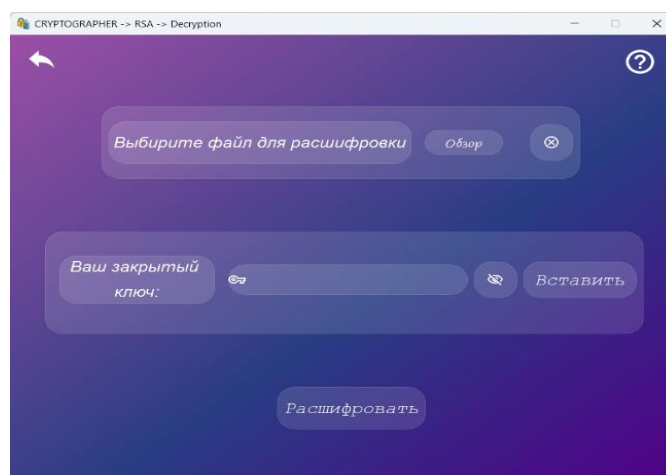 CRYPTOGRAPHER -> RSA -> Decryption
Выбирите файл для расшифровки
Обзор
Ваш закрытый
ключ:
Вставить
Расшифровать